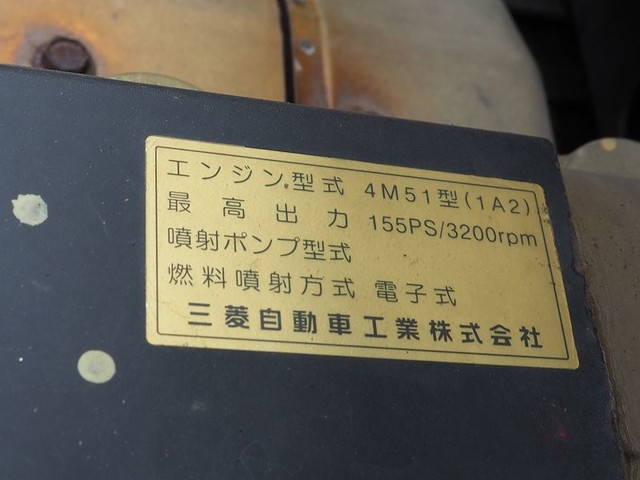 エンジン型式 4M51型(1A2)
最高出力 155PS/3200rpm
噴射ポンプ型式
燃料噴射方式 電子式
三菱自動車工業株式会社